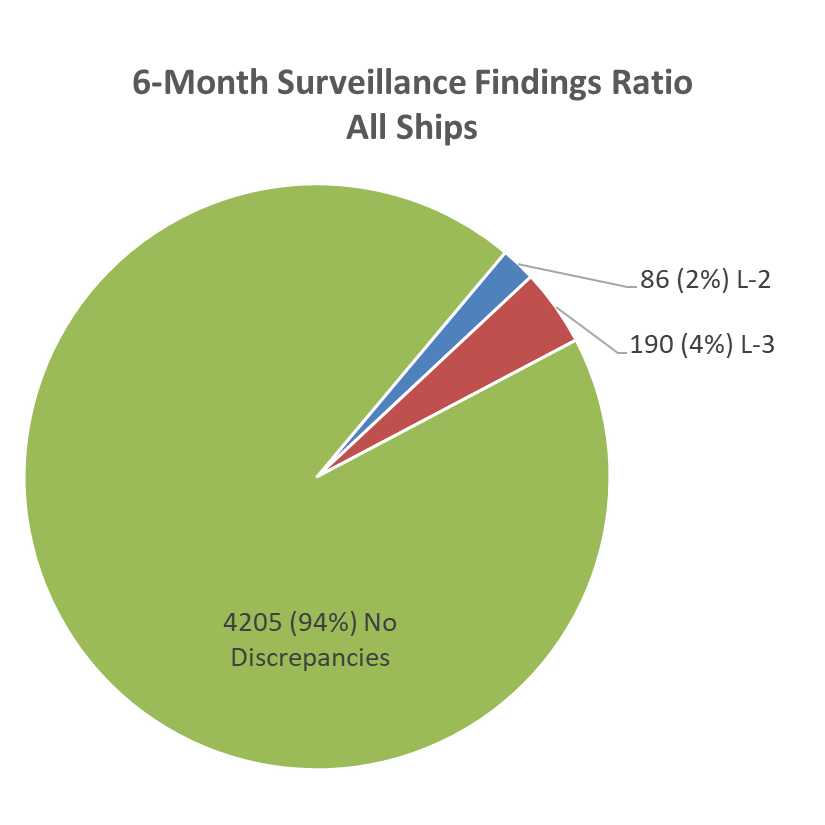 6-Month Surveillance Findings Ratio
All Ships
86 (2%) L-2
190 (4%) L-3
4205 (94%) No
Discrepancies